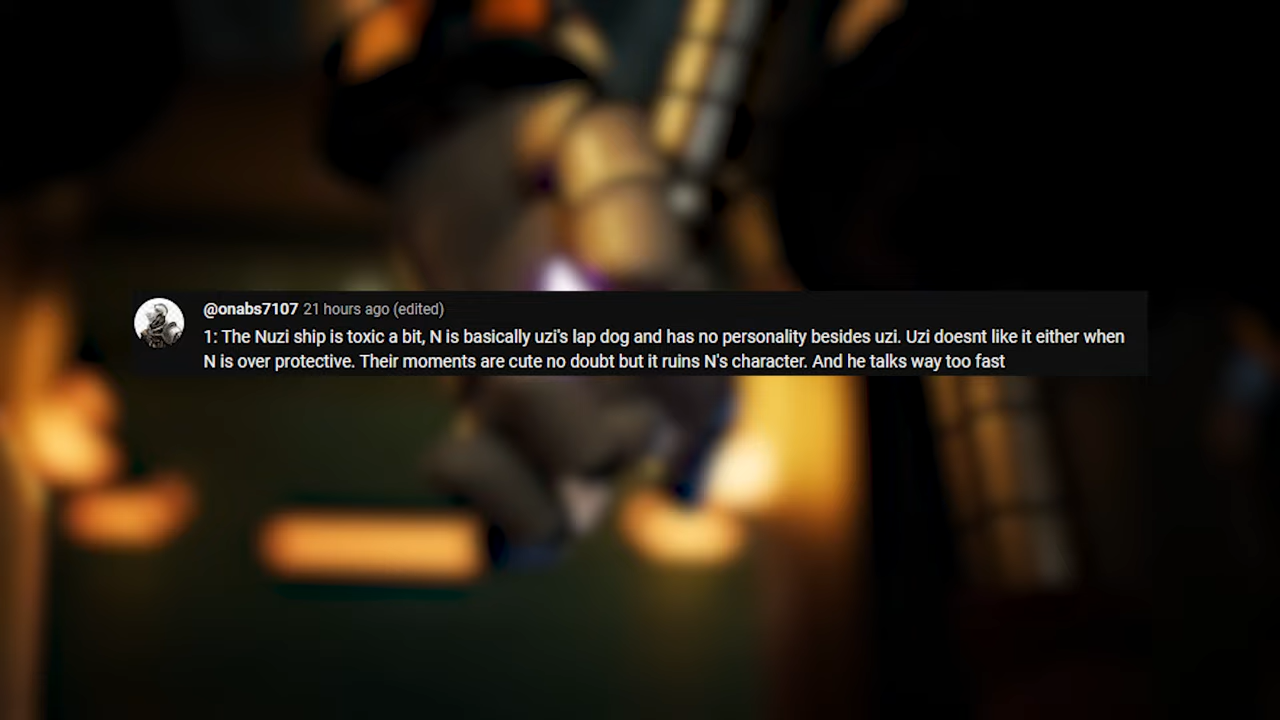 @onabs7107 21 hours ago (edited)
1: The Nuzi ship is toxic a bit, N is basically uzi's lap dog and has no personality besides uzi. Uzi doesnt like it either when
N is over protective. Their moments are cute no doubt but it ruins N's character. And he talks way too fast